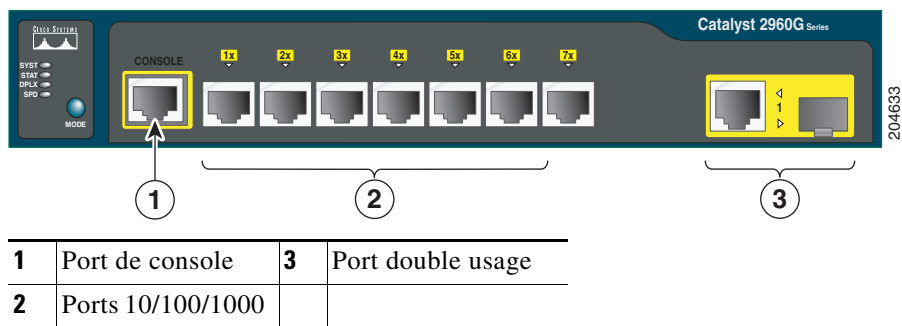 CISCO SYSTEMS
Catalyst 2960G Series
SYST
STAT
DPLX
SPD
MODE
CONSOLE
1x 2x 3x 4x 5x 6x 7x
1
204633
1 2 3
1 Port de console 3 Port double usage
2 Ports 10/100/1000